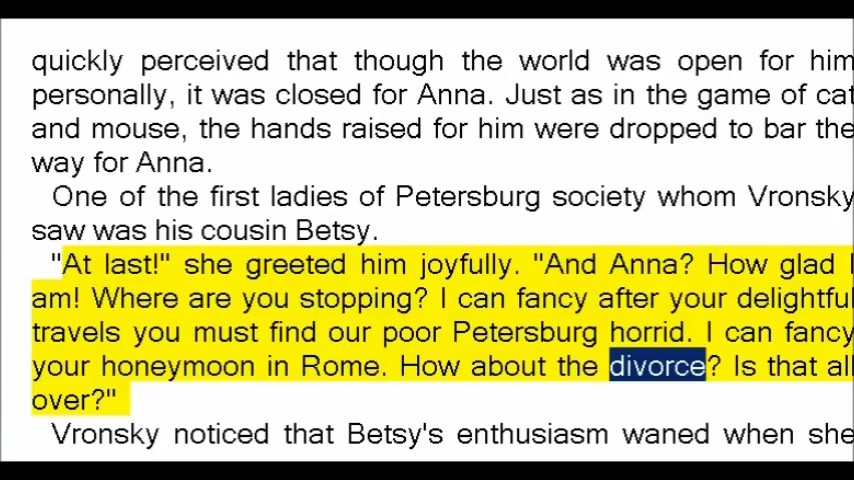 quickly perceived that though the world was open for him
personally, it was closed for Anna. Just as in the game of cat
and mouse, the hands raised for him were dropped to bar the
way for Anna.
One of the first ladies of Petersburg society whom Vronsky
saw was his cousin Betsy.
"At last!" she greeted him joyfully. "And Anna? How glad I
am! Where are you stopping? I can fancy after your delightful
travels you must find our poor Petersburg horrid. I can fancy
your honeymoon in Rome. How about the divorce? Is that all
over?"
Vronsky noticed that Betsy's enthusiasm waned when she